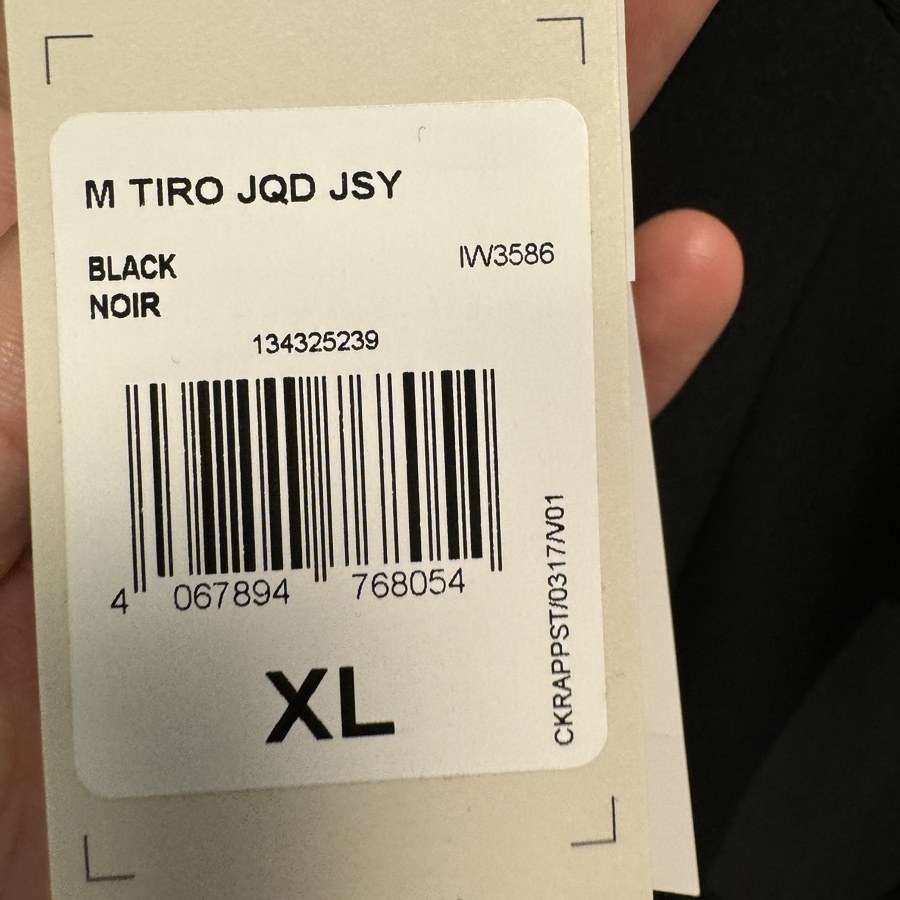 M TIRO JQD JSY
BLACK
IW3586
NOIR
134325239
4 067894 768054
XL
CKRAPPST/0317/V01